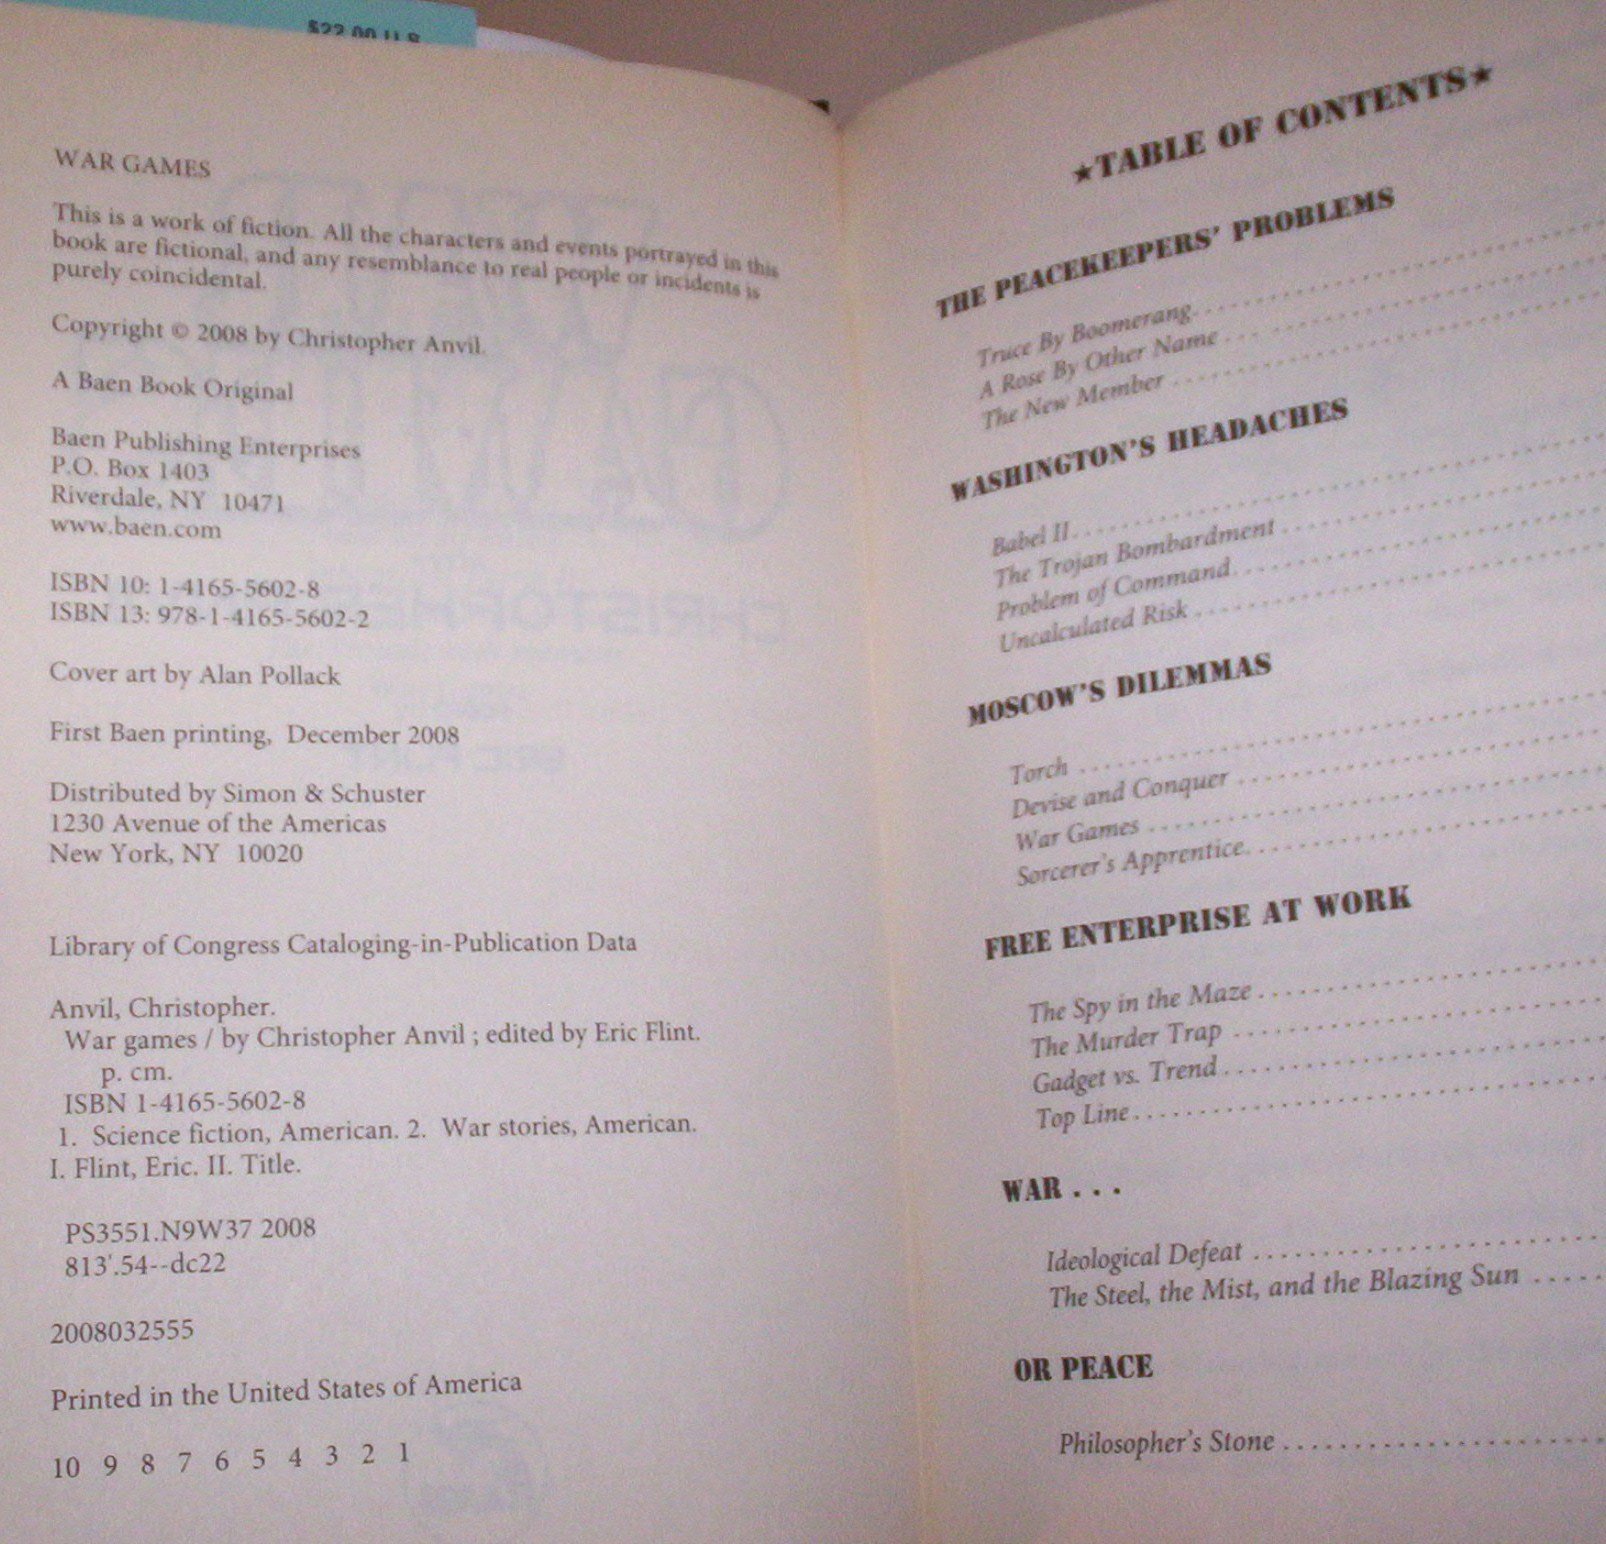 $22.00 U.S.
WAR GAMES
This is a work of fiction. All the characters and events portrayed in this
book are fictional, and any resemblance to real people or incidents is
purely coincidental.
Copyright © 2008 by Christopher Anvil.
A Baen Book Original
Baen Publishing Enterprises
P.O. Box 1403
Riverdale, NY 10471
www.baen.com
ISBN 10: 1-4165-5602-8
ISBN 13: 978-1-4165-5602-2
Cover art by Alan Pollack
First Baen printing, December 2008
Distributed by Simon & Schuster
1230 Avenue of the Americas
New York, NY 10020
Library of Congress Cataloging-in-Publication Data
Anvil, Christopher.
War games / by Christopher Anvil ; edited by Eric Flint.
p. cm.
ISBN 1-4165-5602-8
1. Science fiction, American. 2. War stories, American.
I. Flint, Eric. II. Title.
PS3551.N9W37 2008
813'.54--dc22
2008032555
Printed in the United States of America
10 9 8 7 6 5 4 3 2 1
★TABLE OF CONTENTS★
THE PEACEKEEPERS' PROBLEMS
Truce By Boomerang
A Rose By Other Name
The New Member
WASHINGTON'S HEADACHES
Babel II
The Trojan Bombardment
Problem of Command
Uncalculated Risk
MOSCOW'S DILEMMAS
Torch
Devise and Conquer
War Games
Sorcerer's Apprentice
FREE ENTERPRISE AT WORK
The Spy in the Maze
The Murder Trap
Gadget vs. Trend
Top Line
WAR . . .
Ideological Defeat
The Steel, the Mist, and the Blazing Sun
OR PEACE
Philosopher's Stone